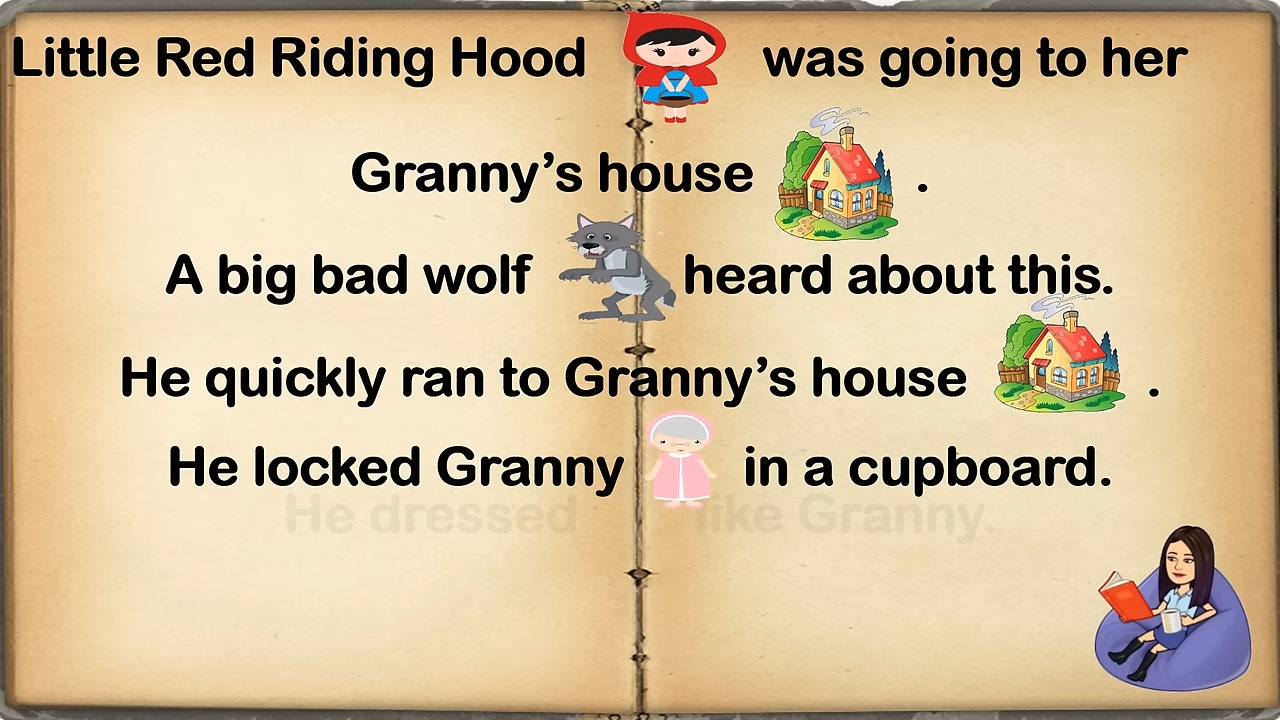 Little Red Riding Hood was going to her
Granny’s house .
A big bad wolf heard about this.
He quickly ran to Granny’s house .
He locked Granny in a cupboard.
He dressed like Granny.